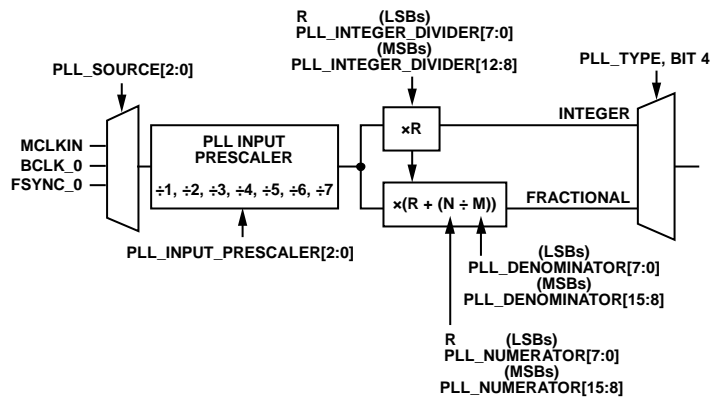 R (LSBs)
PLL_INTEGER_DIVIDER[7:0]
(MSBs)
PLL_INTEGER_DIVIDER[12:8]
PLL_SOURCE[2:0]
PLL_TYPE, BIT 4
MCLKIN
BCLK_0
FSYNC_0
PLL INPUT
PRESCALER
÷1, ÷2, ÷3, ÷4, ÷5, ÷6, ÷7
×R
INTEGER
×(R + (N ÷ M))
FRACTIONAL
PLL_INPUT_PRESCALER[2:0]
(LSBs)
PLL_DENOMINATOR[7:0]
(MSBs)
PLL_DENOMINATOR[15:8]
R (LSBs)
PLL_NUMERATOR[7:0]
(MSBs)
PLL_NUMERATOR[15:8]